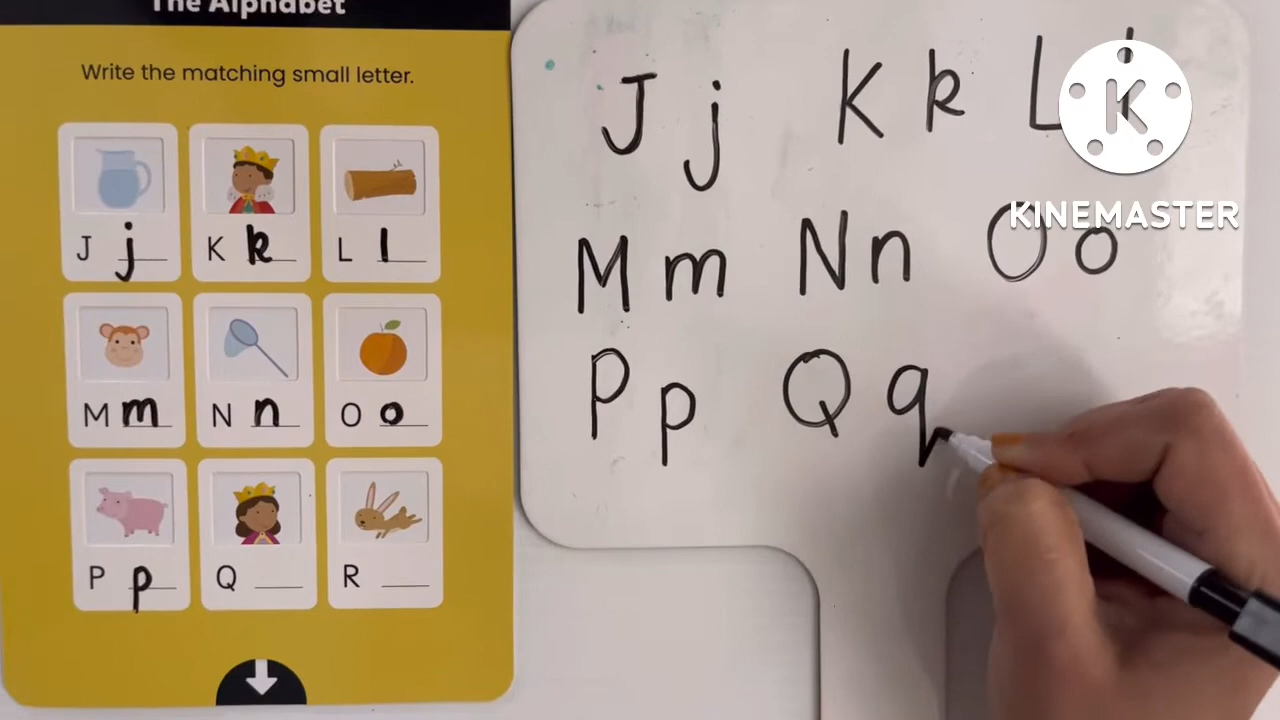 The Alphabet
Write the matching small letter.
J j K k L l
M m N n O o
P p Q R
J j K k L l
M m N n O o
P p Q q
K
KINEMASTER